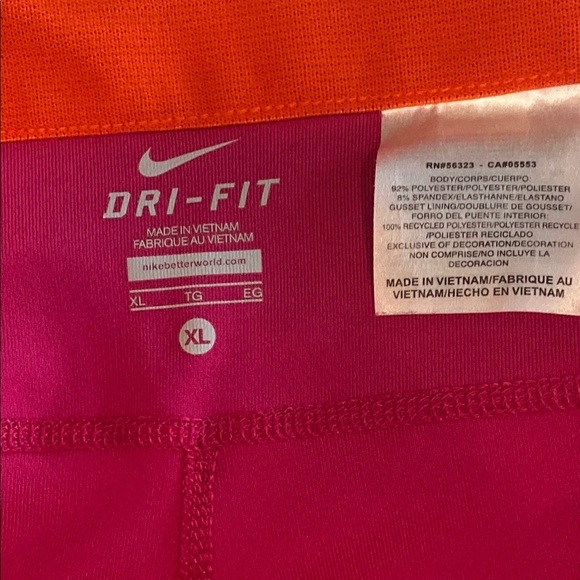 DRI-FIT
MADE IN VIETNAM
FABRIQUE AU VIETNAM
nikebetterworld.com
XL TG EG
XL
RN#56323 - CA#05553
BODY/CORPS/CUERPO:
92% POLYESTER/POLYESTER/POLIESTER
8% SPANDEX/ELASTHANNE/ELASTANO
GUSSET LINING/DOUBLURE DE GOUSSET/
FORRO DEL PUENTE INTERIOR:
100% RECYCLED POLYESTER/POLYESTER RECYCLE
/POLIESTER RECICLADO
EXCLUSIVE OF DECORATION/DECORATION
NON COMPRISE/NO INCLUYE LA
DECORACION
MADE IN VIETNAM/FABRIQUE AU
VIETNAM/HECHO EN VIETNAM